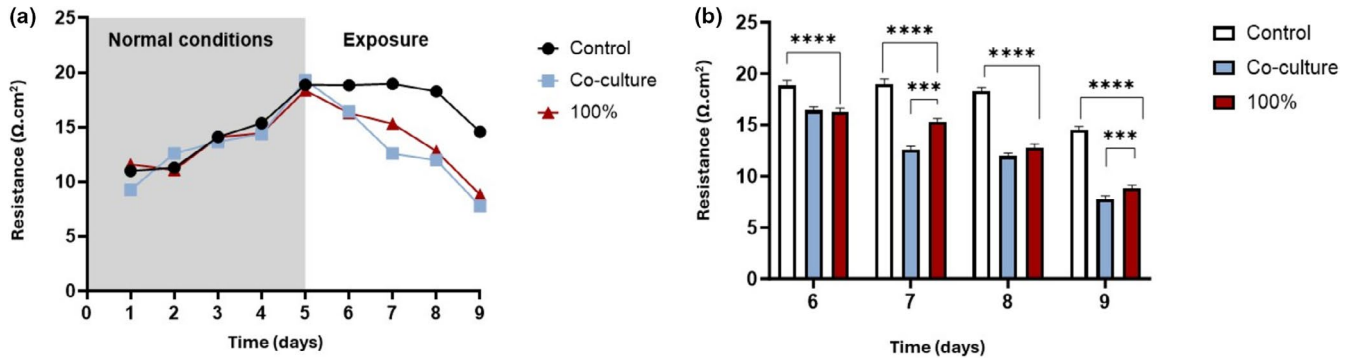 (a)
25
20
15
10
5
0
Resistance (Ω.cm²)
Normal conditions
Exposure
0 1 2 3 4 5 6 7 8 9
Time (days)
Control
Co-culture
100%
(b)
25
20
15
10
5
0
Resistance (Ω.cm²)
****
****
***
****
****
***
6 7 8 9
Time (days)
Control
Co-culture
100%